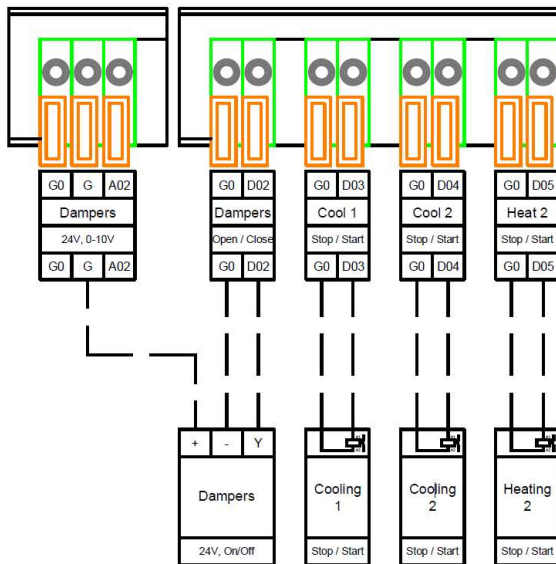 G0 G A02 G0 D02 G0 D03 G0 D04 G0 D05
Dampers Dampers Cool 1 Cool 2 Heat 2
24V, 0-10V Open / Close Stop / Start Stop / Start Stop / Start
G0 G A02 G0 D02 G0 D03 G0 D04 G0 D05
+ - Y
Dampers Cooling Cooling Heating
1 2 2
24V, On/Off Stop / Start Stop / Start Stop / Start